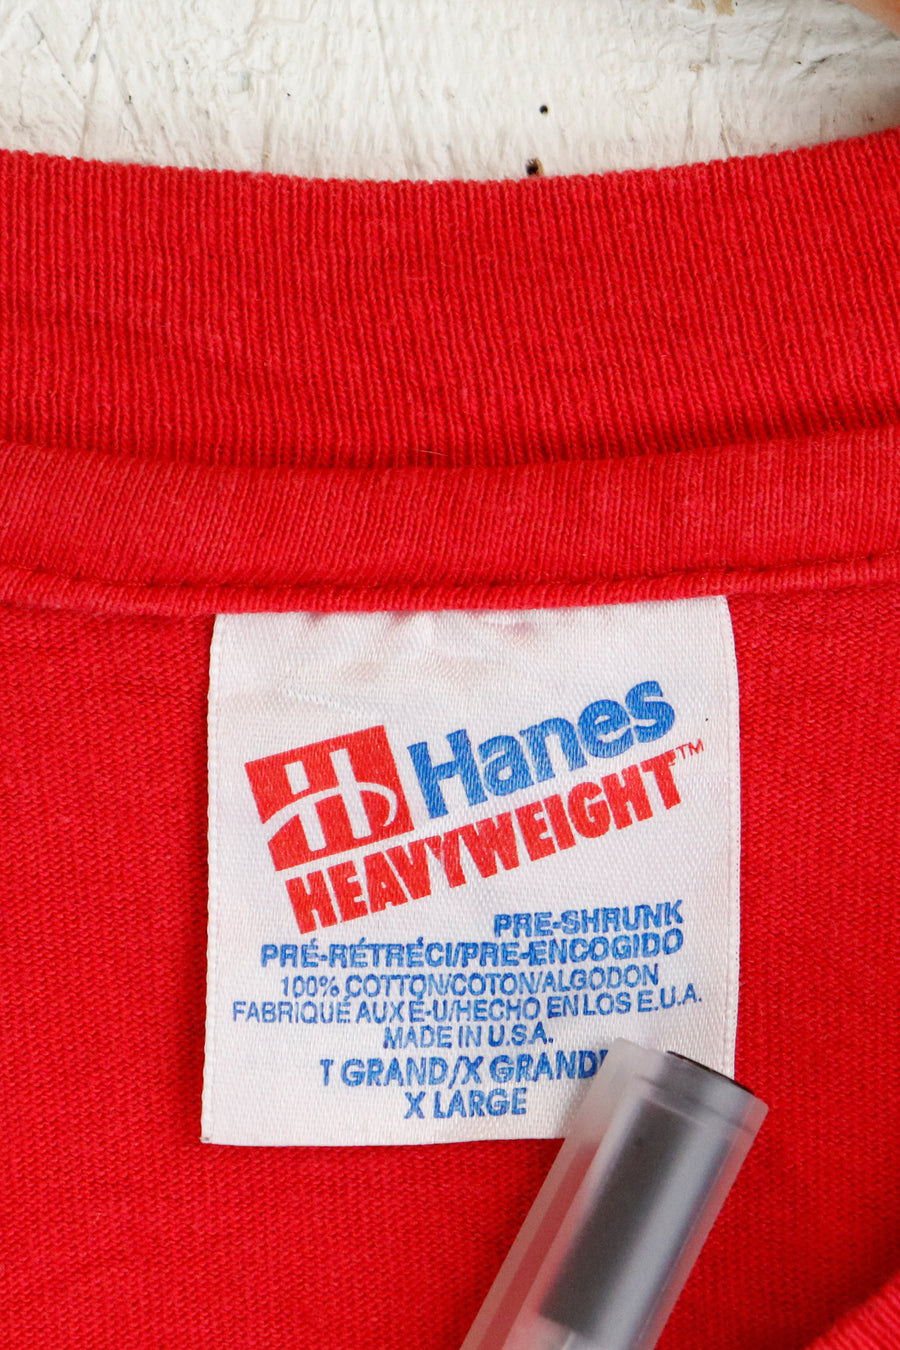 Hanes
HEAVYWEIGHT™
PRE-SHRUNK
PRÉ-RÉTRÉCI/PRE-ENCOGIDO
100% COTTON/COTON/ALGODON
FABRIQUÉ AUX É-U/HECHO EN LOS E.U.A.
MADE IN U.S.A.
T GRAND/X GRAND
X LARGE